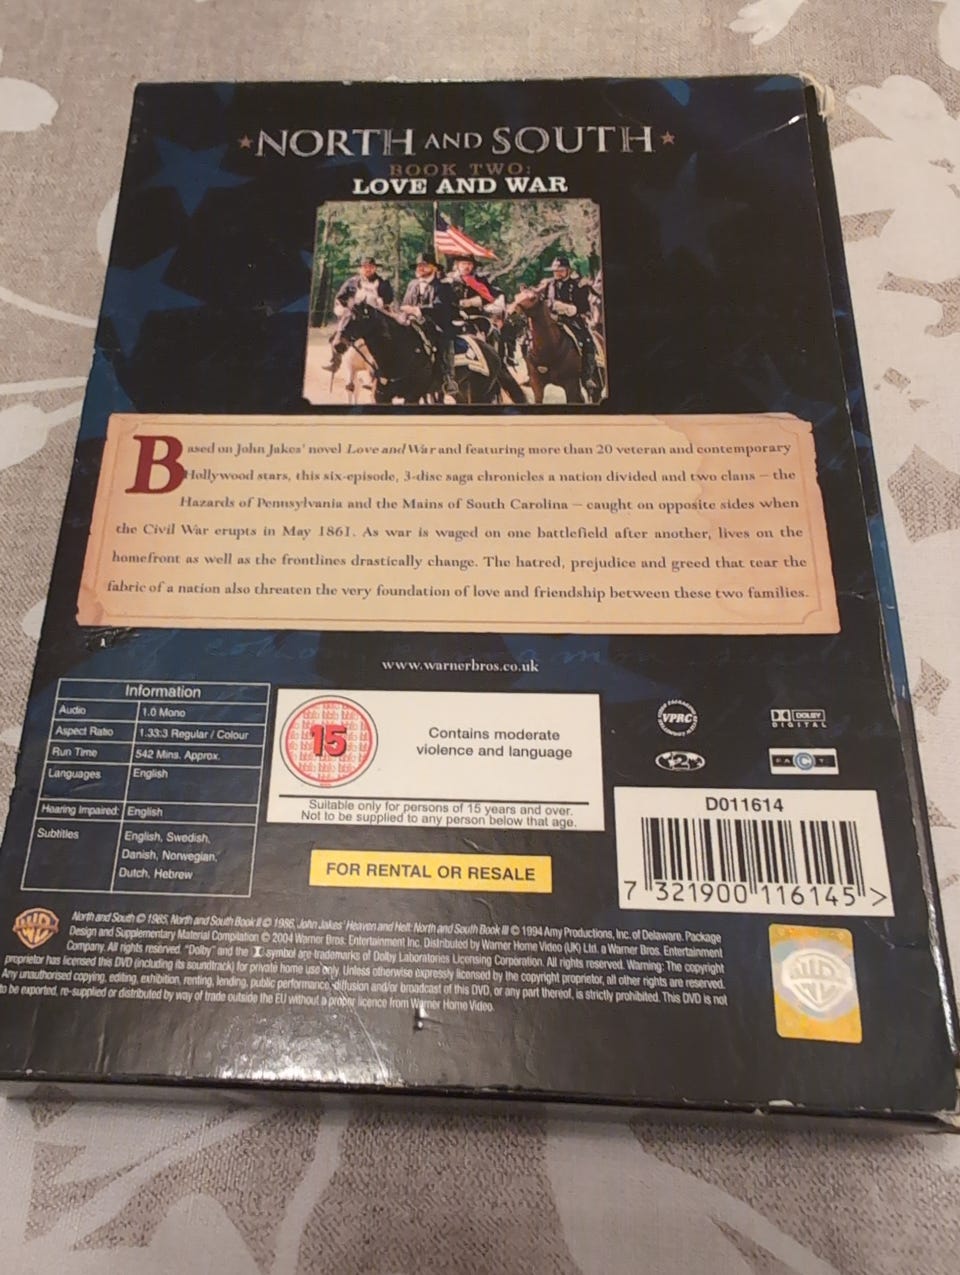 NORTH AND SOUTH
BOOK TWO:
LOVE AND WAR
Based on John Jakes' novel Love and War and featuring more than 20 veteran and contemporary
Hollywood stars, this six-episode, 3-disc saga chronicles a nation divided and two clans – the
Hazards of Pennsylvania and the Mains of South Carolina – caught on opposite sides when
the Civil War erupts in May 1861. As war is waged on one battlefield after another, lives on the
homefront as well as the frontlines drastically change. The hatred, prejudice and greed that tear the
fabric of a nation also threaten the very foundation of love and friendship between these two families.
www.warnerbros.co.uk
Information
Audio 1.0 Mono
Aspect Ratio 1.33:3 Regular / Colour
Run Time 542 Mins. Approx.
Languages English
Hearing Impaired: English
Subtitles English, Swedish,
Danish, Norwegian,
Dutch, Hebrew
15
Contains moderate
violence and language
Suitable only for persons of 15 years and over.
Not to be supplied to any person below that age.
FOR RENTAL OR RESALE
VPRC
DOLBY
DIGITAL
2
FACT
D011614
7 321900 116145 >
North and South © 1985, North and South Book II © 1986, John Jakes' Heaven and Hell: North and South Book III © 1994 Amy Productions, Inc. of Delaware. Package
Design and Supplementary Material Compilation © 2004 Warner Bros. Entertainment Inc. Distributed by Warner Home Video (UK) Ltd. a Warner Bros. Entertainment
Company. All rights reserved. "Dolby" and the symbol are trademarks of Dolby Laboratories Licensing Corporation. All rights reserved. Warning: The copyright
proprietor has licensed this DVD (including its soundtrack) for private home use only. Unless otherwise expressly licensed by the copyright proprietor, all other rights are reserved.
Any unauthorised copying, editing, exhibition, renting, lending, public performance, diffusion and/or broadcast of this DVD, or any part thereof, is strictly prohibited. This DVD is not
to be exported, re-supplied or distributed by way of trade outside the EU without a proper licence from Warner Home Video.